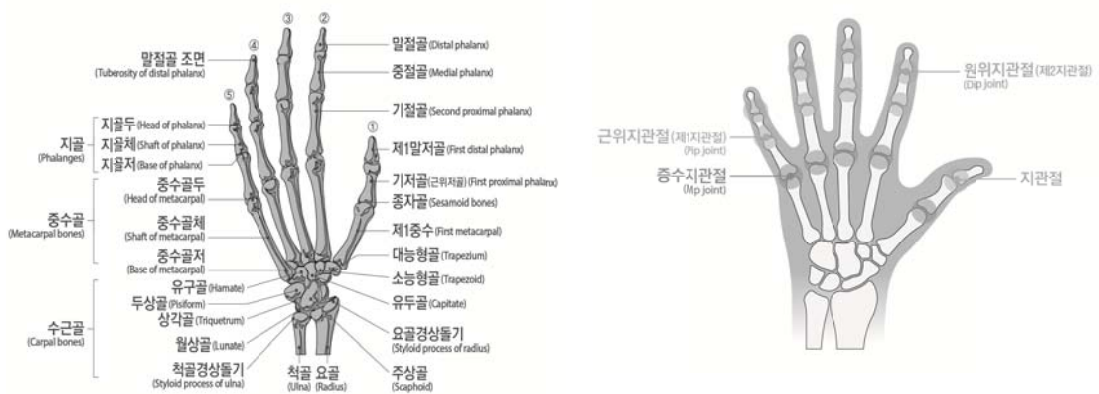 ③
②
④
말절골 조면
(Tuberosity of distal phalanx)
⑤
지골두 (Head of phalanx)
지골
(Phalanges)
지골체 (Shaft of phalanx)
지골저 (Base of phalanx)
중수골두
(Head of metacarpal)
중수골
(Metacarpal bones)
중수골체
(Shaft of metacarpal)
중수골저
(Base of metacarpal)
유구골 (Hamate)
두상골 (Pisiform)
삼각골 (Triquetrum)
수근골
(Carpal bones)
월상골 (Lunate)
척골경상돌기
(Styloid process of ulna)
척골
(Ulna)
요골
(Radius)
말절골 (Distal phalanx)
중절골 (Medial phalanx)
기절골 (Second proximal phalanx)
①
제1말저골 (First distal phalanx)
기저골(근위저골) (First proximal phalanx)
종자골 (Sesamoid bones)
제1중수 (First metacarpal)
대능형골 (Trapezium)
소능형골 (Trapezoid)
유두골 (Capitate)
요골경상돌기
(Styloid process of radius)
주상골
(Scaphoid)
원위지관절 (제2지관절)
(Dip joint)
근위지관절 (제1지관절)
(Pip joint)
증수지관절
(Mp joint)
지관절